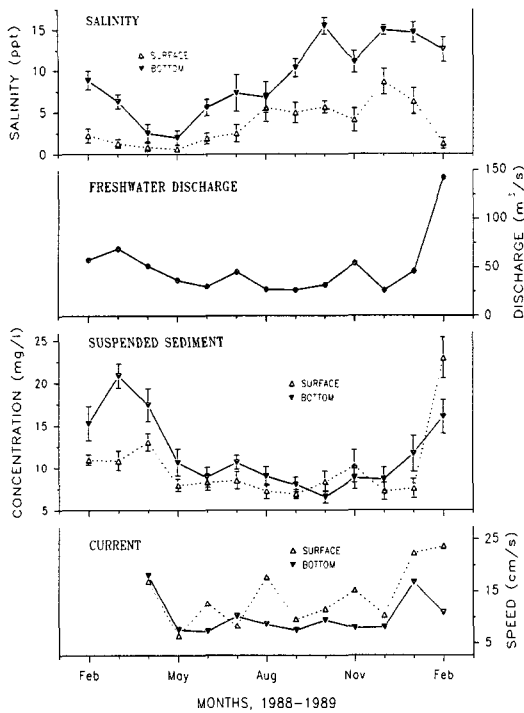 SALINITY
SURFACE
BOTTOM
SALINITY (ppt)
15
10
5
0
FRESHWATER DISCHARGE
DISCHARGE (m³/s)
150
100
50
0
SUSPENDED SEDIMENT
SURFACE
BOTTOM
CONCENTRATION (mg/l)
25
20
15
10
5
CURRENT
SURFACE
BOTTOM
SPEED (cm/s)
25
15
5
Feb May Aug Nov Feb
MONTHS, 1988-1989